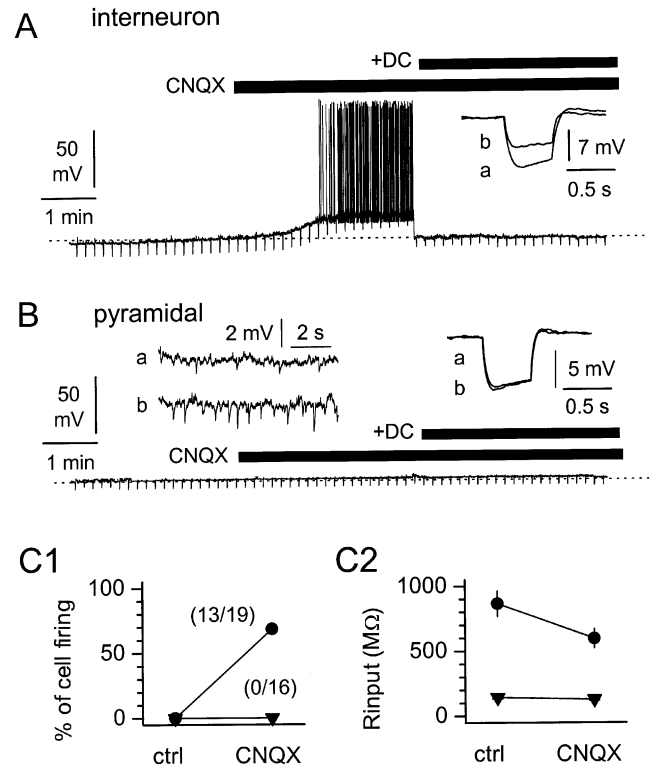 A interneuron
+DC
CNQX
50 mV
1 min
b
a
7 mV
0.5 s
B pyramidal
2 mV 2 s
a
b
50 mV
1 min
a
b
5 mV
0.5 s
+DC
CNQX
C1
% of cell firing
100
50
0
(13/19)
(0/16)
ctrl CNQX
C2
Rinput (MΩ)
1000
500
0
ctrl CNQX